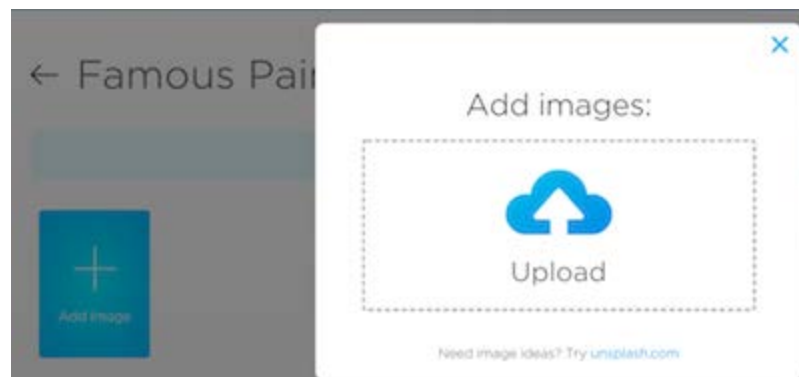 ← Famous Pai
Add image
Add images:
Upload
Need image ideas? Try unsplash.com